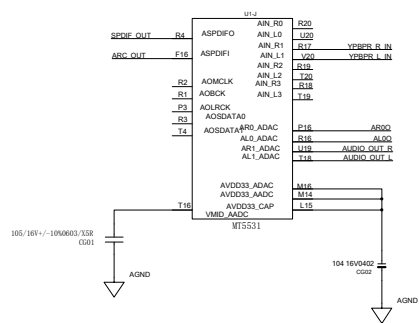 U1-J
SPDIF_OUT R4 ASPDIFO AIN_R0 R20
AIN_L0 U20
ARC_OUT F16 ASPDIFI AIN_R1 R17 YPBPR_R_IN
AIN_L1 V20 YPBPR_L_IN
AIN_R2 R19
R2 AOMCLK AIN_L2 T20
R1 AOBCK AIN_R3 R18
P3 AOLRCK AIN_L3 T19
R3 AOSDATA0
T4 AOSDATA1 AR0_ADAC P16 AR0O
AL0_ADAC R16 AL0O
AR1_ADAC U19 AUDIO_OUT_R
AL1_ADAC T18 AUDIO_OUT_L
AVDD33_ADAC M16
AVDD33_AADC M14
T16 AVDD33_CAP L15
VMID_AADC
MT5531
105/16V+/-10%0603/X5R
CG01
104 16V0402
CG02
AGND
AGND